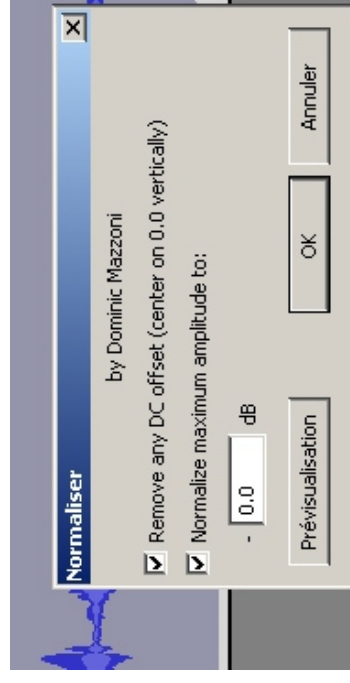 Normaliser
by Dominic Mazzoni
Remove any DC offset (center on 0.0 vertically)
Normalize maximum amplitude to:
- 0.0 dB
Prévisualisation OK Annuler